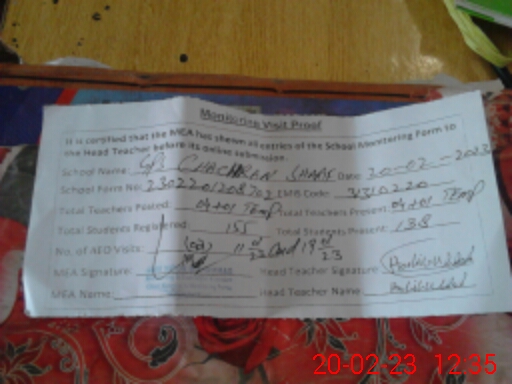 Monitoring Visit Proof
It is certified that the MEA has shown all entries of the School Monitoring Form to
the Head Teacher before its online submission.
School Name: GPS CHACHRAN SHARIF Date 20-02-2023
School Form No: 2302201208702 EMIS Code: 31310220
Total Teachers Posted: 04+01 Temp Total Teachers Present: 04+01 Temp
Total Students Registered: 155 Total Students Present: 138
No. of AEO Visits: (02) and
MEA Signature: Head Teacher Signature:
MEA Name: Head Teacher Name:
20-02-23 12:35